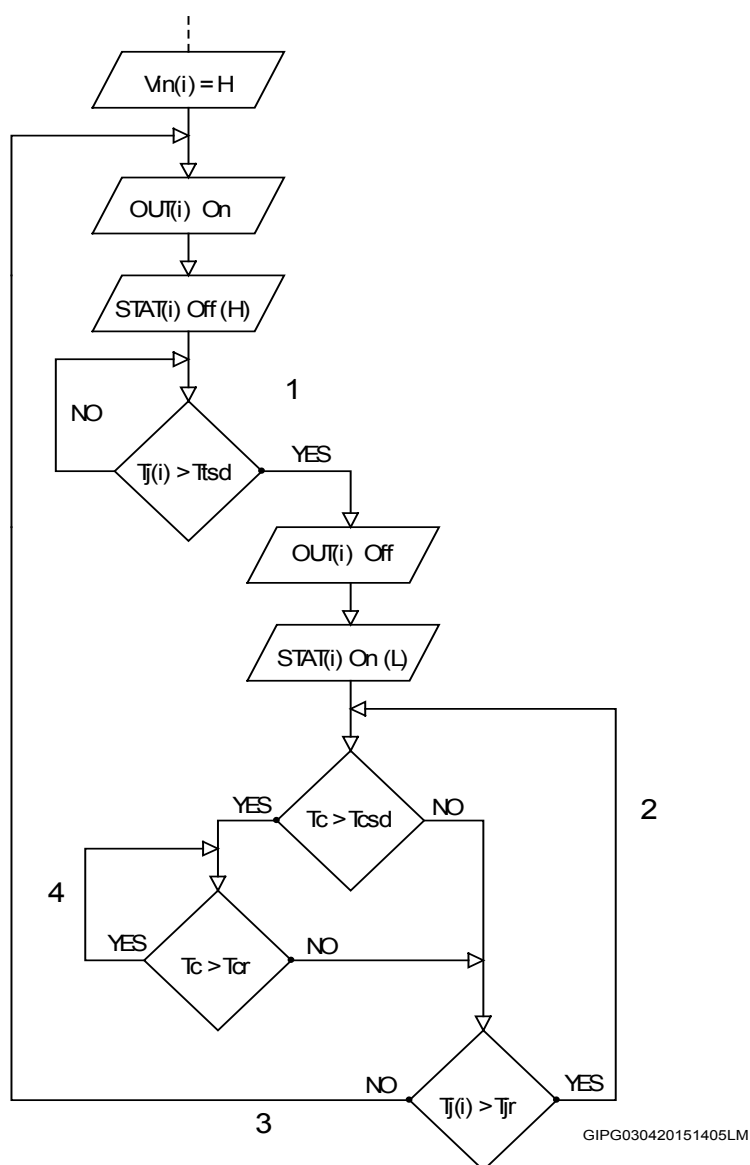 Vin(i) = H
OUT(i) On
STAT(i) Off (H)
1
NO
Tj(i) > Ttsd
YES
OUT(i) Off
STAT(i) On (L)
2
YES
Tc > Tcsd
NO
4
YES
Tc > Tcr
NO
NO
Tj(i) > Tjr
YES
3
GIPG030420151405LM